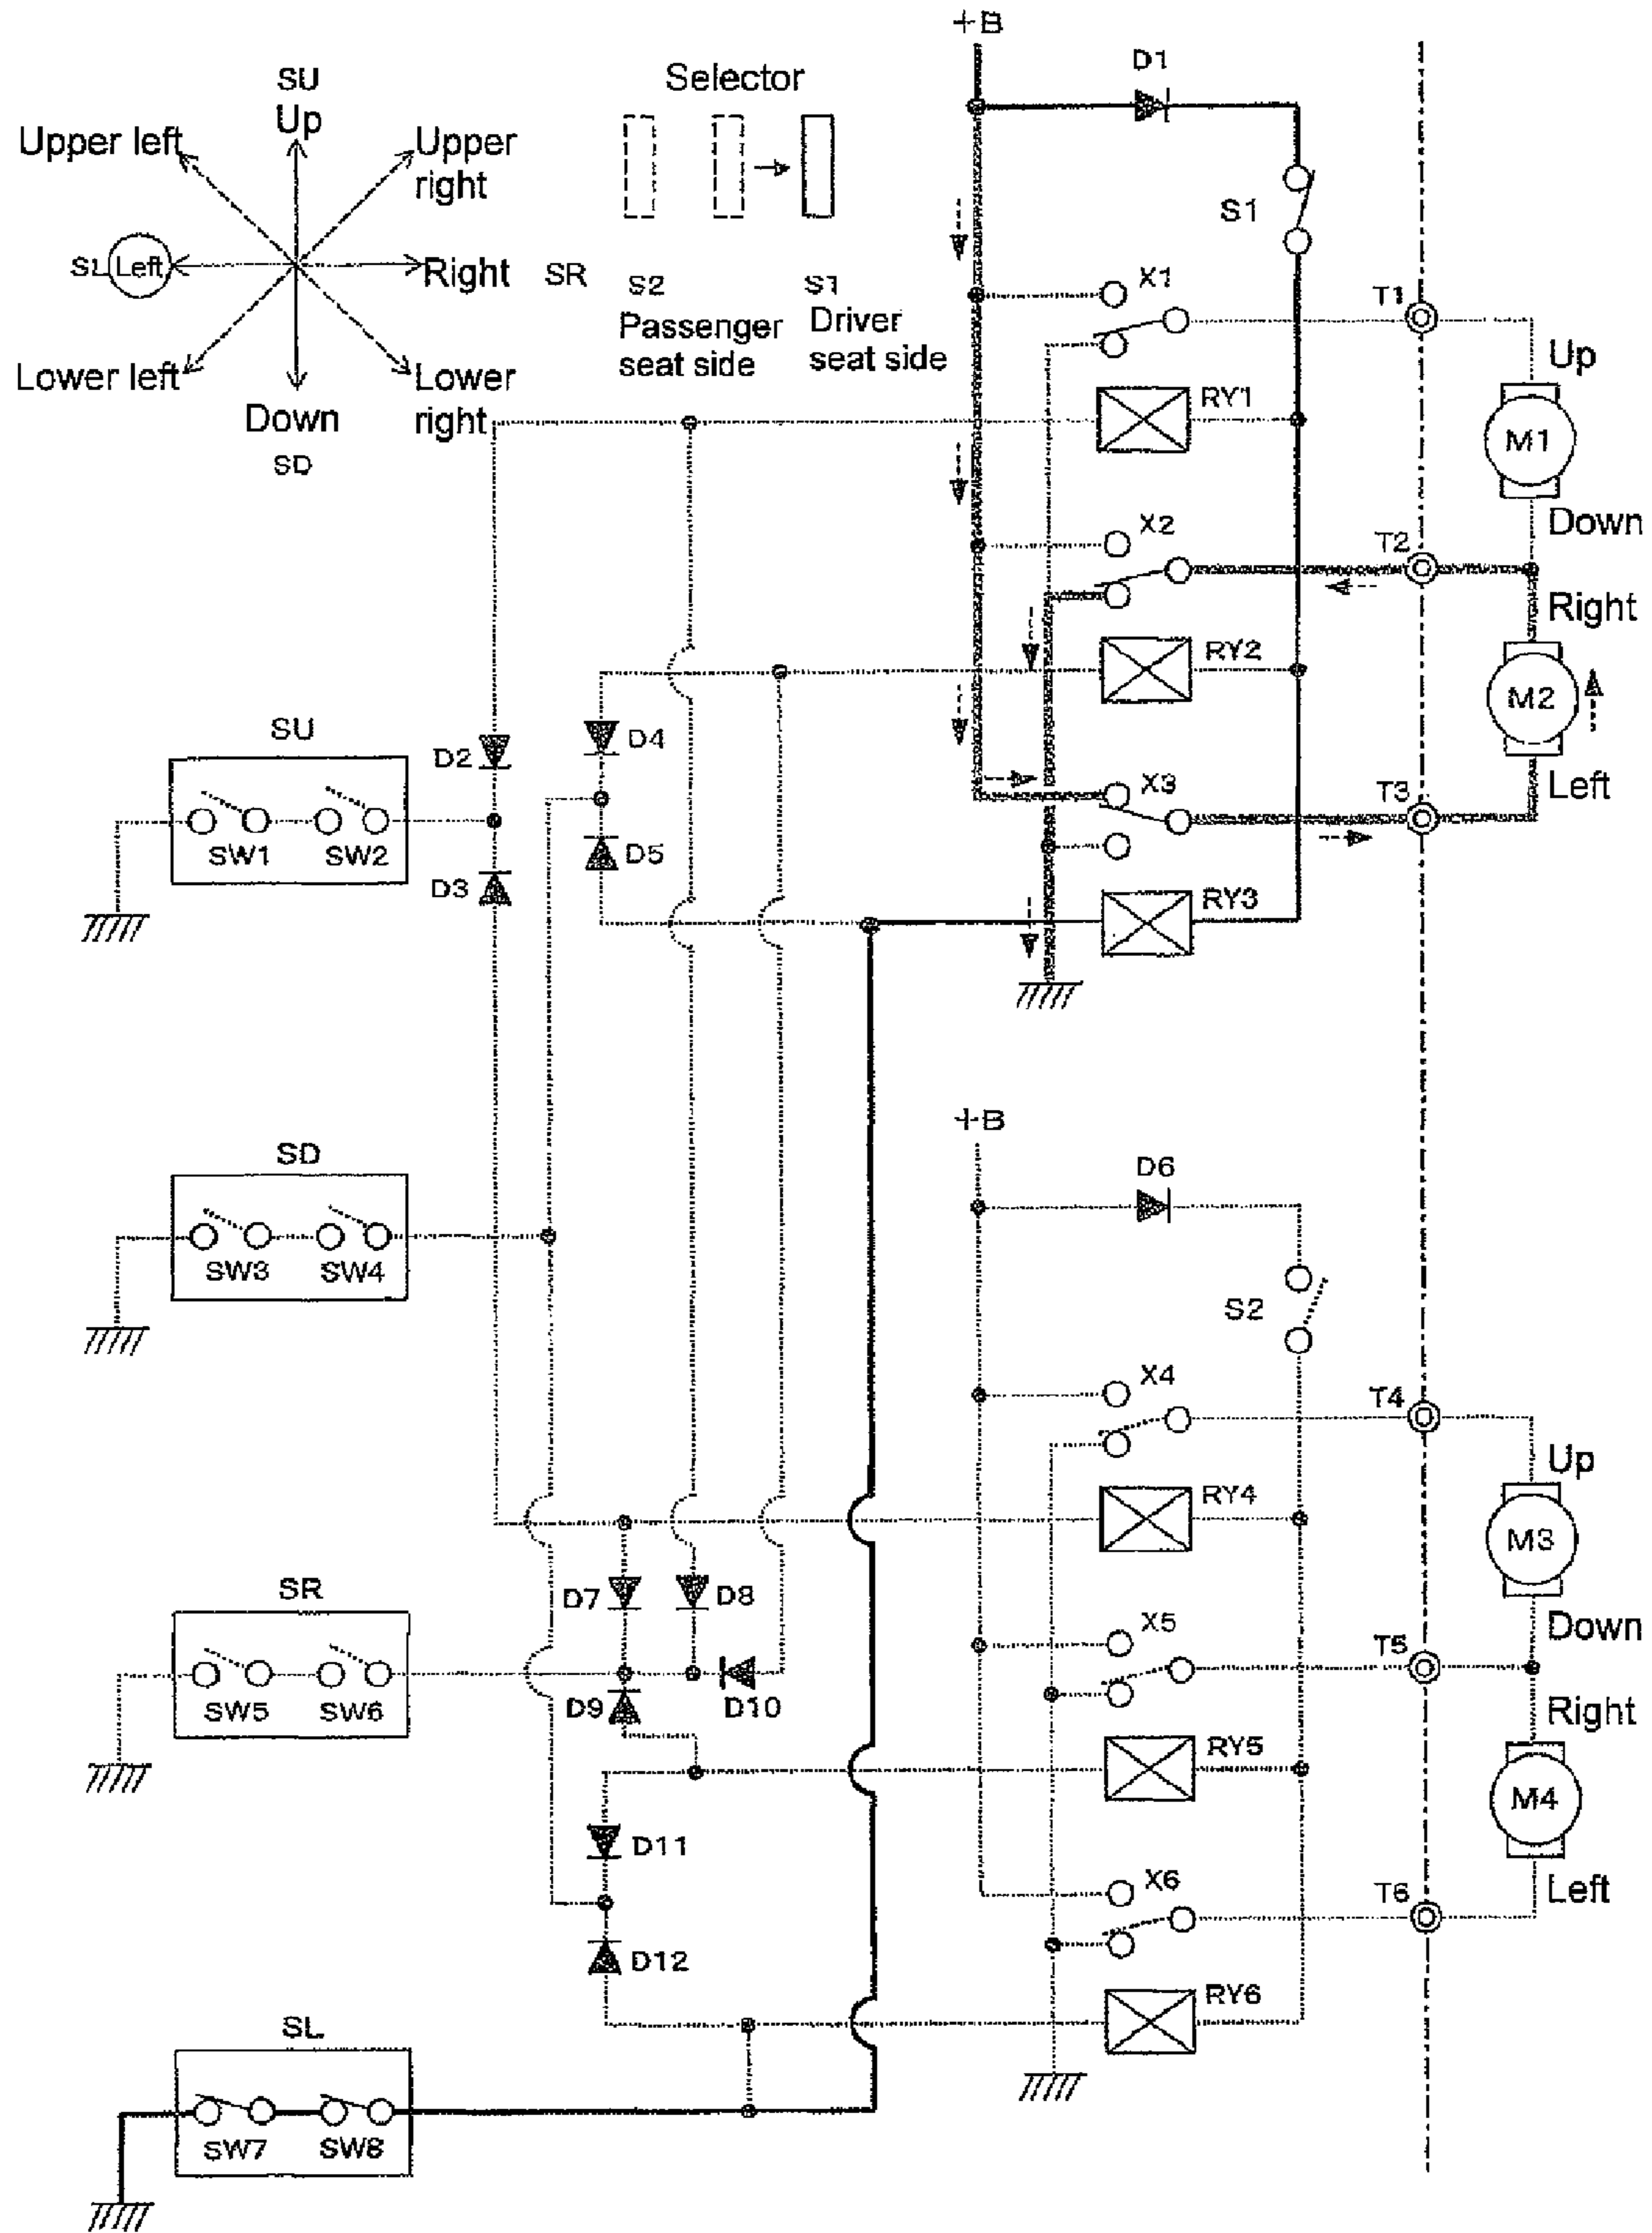 +B
SU
Up
Selector
D1
Upper left
Upper
right
S1
SL
Left
Right
SR
S2
S1
X1
T1
Passenger
seat side
Driver
seat side
Up
Lower left
Lower
right
RY1
Down
SD
M1
X2
T2
Down
Right
RY2
M2
SU
D4
D2
X3
T3
Left
SW1
SW2
D5
D3
RY3
+B
SD
D6
SW3
SW4
S2
X4
T4
Up
RY4
M3
SR
D7
D8
X5
T5
Down
SW5
SW6
D9
D10
Right
RY5
M4
D11
X6
T6
Left
D12
RY6
SL
SW7
SW8